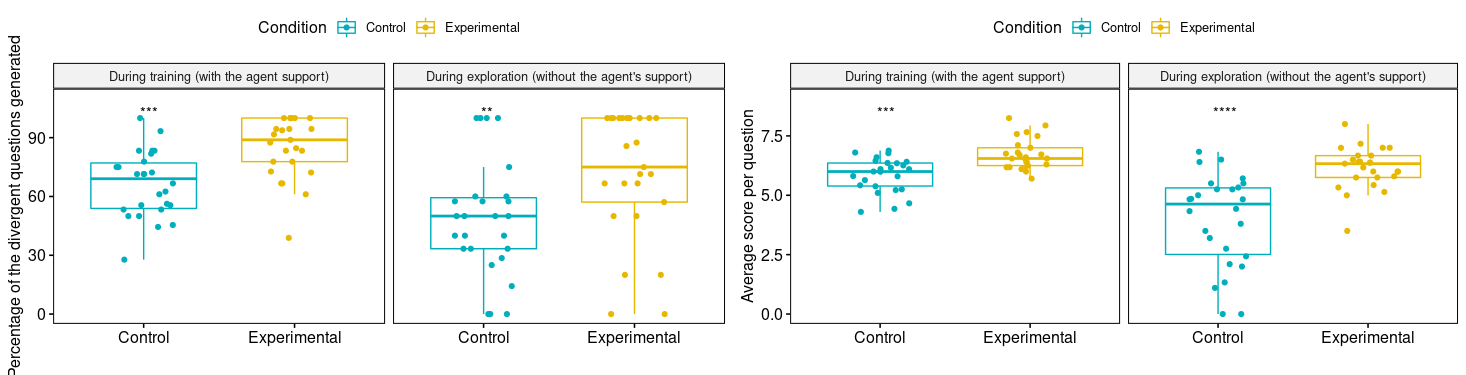 Condition Control Experimental
Percentage of the divergent questions generated
During training (with the agent support)
During exploration (without the agent's support)
***
**
90
60
30
0
Control
Experimental
Control
Experimental
Condition Control Experimental
Average score per question
During training (with the agent support)
During exploration (without the agent's support)
***
****
7.5
5.0
2.5
0.0
Control
Experimental
Control
Experimental